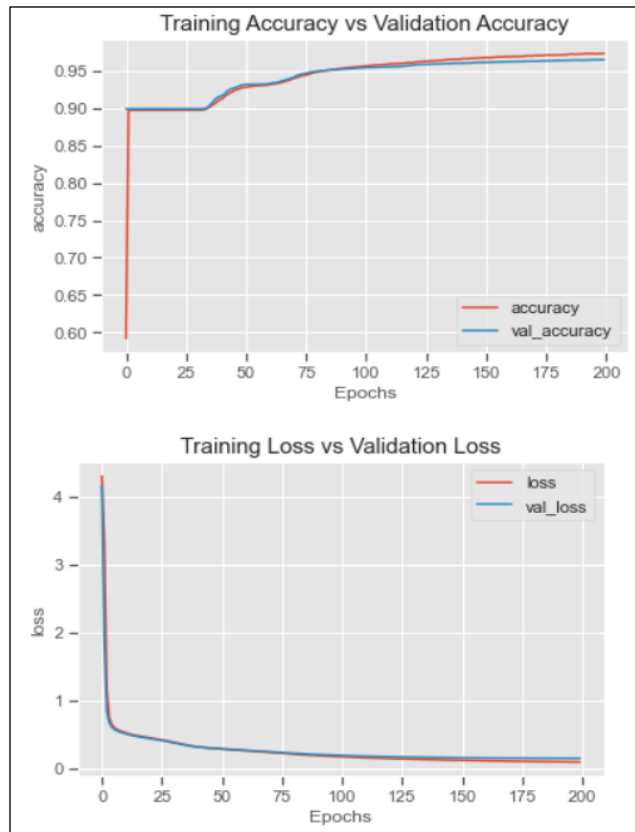 Training Accuracy vs Validation Accuracy
0.95
0.90
0.85
0.80
0.75
0.70
0.65
0.60
accuracy
accuracy
val_accuracy
0 25 50 75 100 125 150 175 200
Epochs
Training Loss vs Validation Loss
4
3
2
1
0
loss
loss
val_loss
0 25 50 75 100 125 150 175 200
Epochs